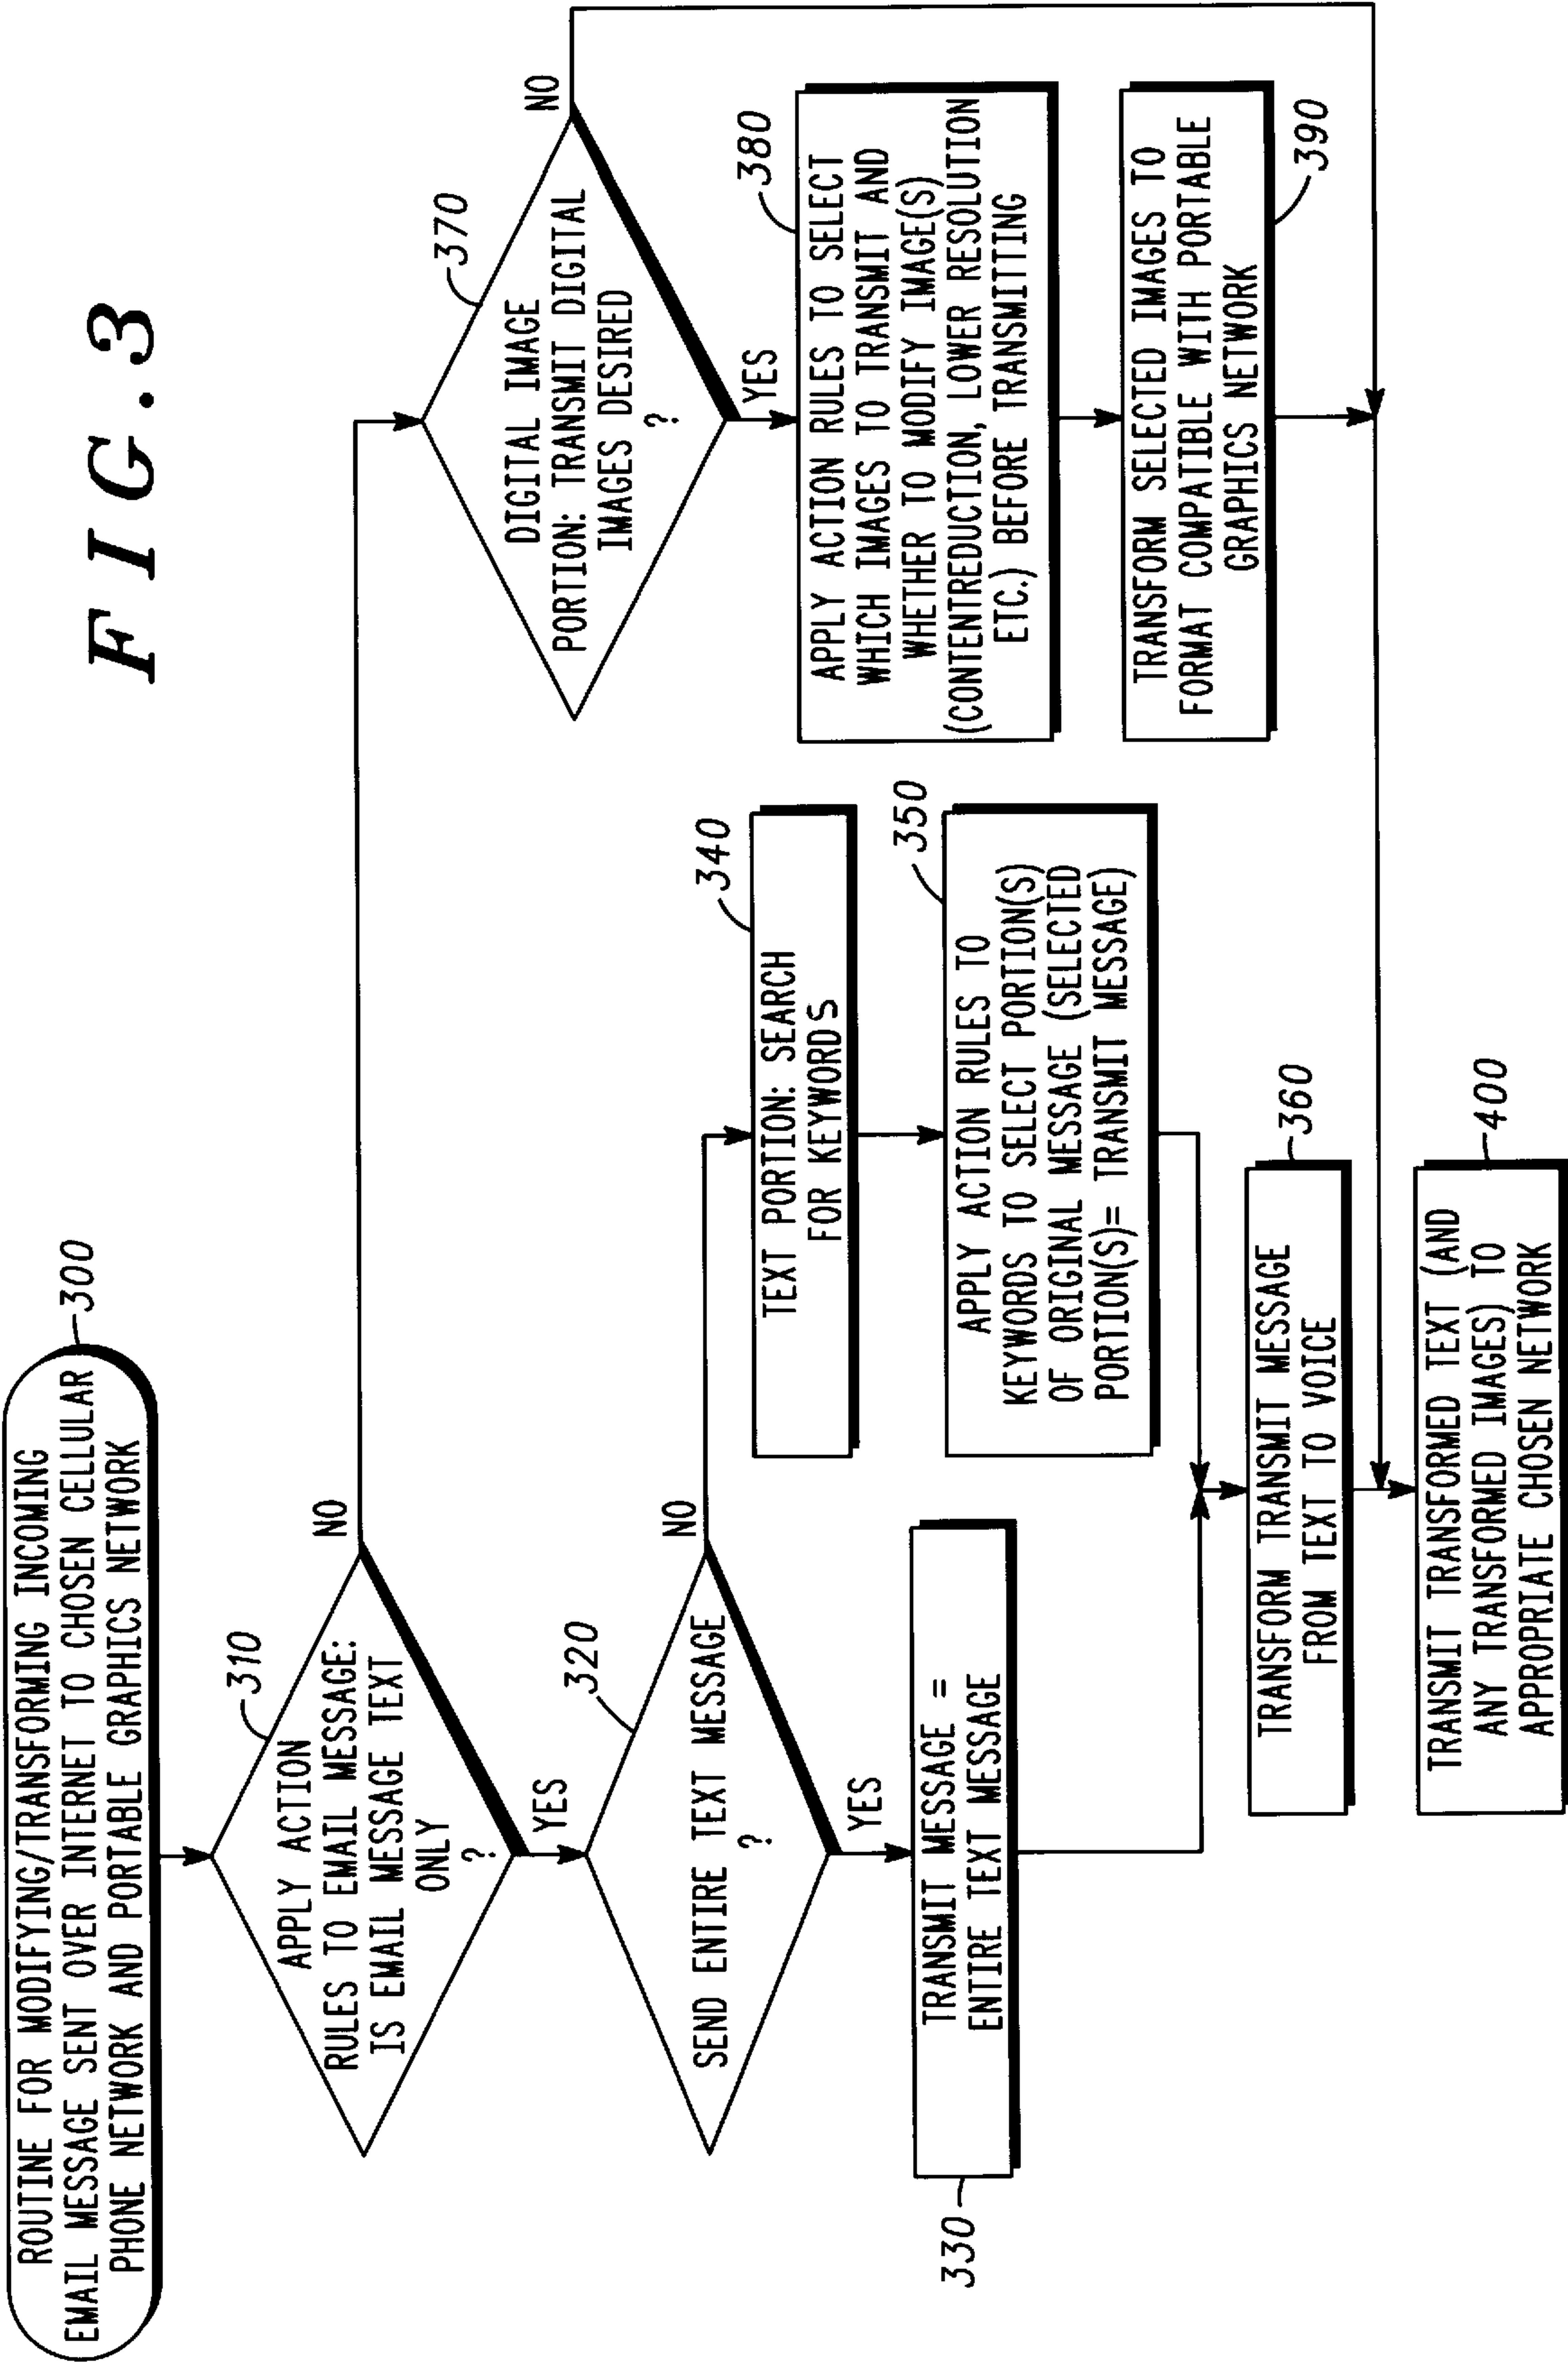 FIG.3
ROUTINE FOR MODIFYING/TRANSFORMING INCOMING
EMAIL MESSAGE SENT OVER INTERNET TO CHOSEN CELLULAR
PHONE NETWORK AND PORTABLE GRAPHICS NETWORK
300
APPLY ACTION
RULES TO EMAIL MESSAGE:
IS EMAIL MESSAGE TEXT
ONLY
?
310
NO
YES
SEND ENTIRE TEXT MESSAGE
?
320
NO
YES
TRANSMIT MESSAGE =
ENTIRE TEXT MESSAGE
330
TEXT PORTION: SEARCH
FOR KEYWORDS
340
APPLY ACTION RULES TO
KEYWORDS TO SELECT PORTION(S)
OF ORIGINAL MESSAGE (SELECTED
PORTION(S)= TRANSMIT MESSAGE)
350
TRANSFORM TRANSMIT MESSAGE
FROM TEXT TO VOICE
360
DIGITAL IMAGE
PORTION: TRANSMIT DIGITAL
IMAGES DESIRED
?
370
NO
YES
APPLY ACTION RULES TO SELECT
WHICH IMAGES TO TRANSMIT AND
WHETHER TO MODIFY IMAGE(S)
(CONTENTREDUCTION, LOWER RESOLUTION
ETC.) BEFORE TRANSMITTING
380
TRANSFORM SELECTED IMAGES TO
FORMAT COMPATIBLE WITH PORTABLE
GRAPHICS NETWORK
390
TRANSMIT TRANSFORMED TEXT (AND
ANY TRANSFORMED IMAGES) TO
APPROPRIATE CHOSEN NETWORK
400